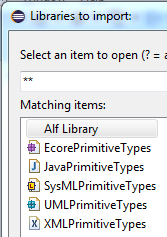 Libraries to import:
Select an item to open (? =
**
Matching items:
Alf Library
EcorePrimitiveTypes
JavaPrimitiveTypes
SysMLPrimitiveTypes
UMLPrimitiveTypes
XMLPrimitiveTypes